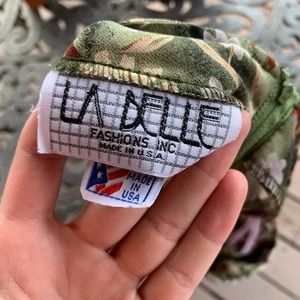 LA BELLE
FASHIONS INC.
MADE IN U.S.A.
MADE IN
USA